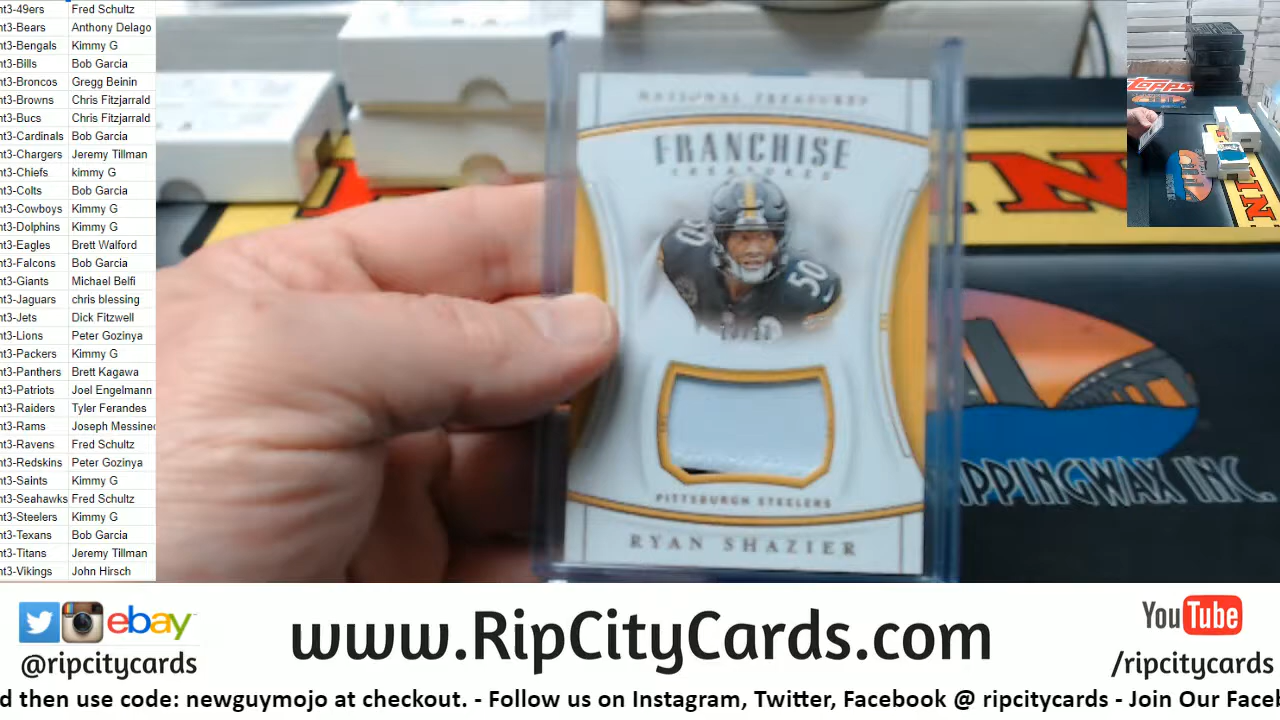 nt3-49ers Fred Schultz
nt3-Bears Anthony Delago
nt3-Bengals Kimmy G
nt3-Bills Bob Garcia
nt3-Broncos Gregg Beinin
nt3-Browns Chris Fitzjarrald
nt3-Bucs Chris Fitzjarrald
nt3-Cardinals Bob Garcia
nt3-Chargers Jeremy Tillman
nt3-Chiefs kimmy G
nt3-Colts Bob Garcia
nt3-Cowboys Kimmy G
nt3-Dolphins Kimmy G
nt3-Eagles Brett Walford
nt3-Falcons Bob Garcia
nt3-Giants Michael Belfi
nt3-Jaguars chris blessing
nt3-Jets Dick Fitzwell
nt3-Lions Peter Gozinya
nt3-Packers Kimmy G
nt3-Panthers Brett Kagawa
nt3-Patriots Joel Engelmann
nt3-Raiders Tyler Ferandes
nt3-Rams Joseph Messinec
nt3-Ravens Fred Schultz
nt3-Redskins Peter Gozinya
nt3-Saints Kimmy G
nt3-Seahawks Fred Schultz
nt3-Steelers Kimmy G
nt3-Texans Bob Garcia
nt3-Titans Jeremy Tillman
nt3-Vikings John Hirsch
NATIONAL TREASURES
FRANCHISE
TREASURES
50
50
PITTSBURGH STEELERS
RYAN SHAZIER
TOPPS
IPPINGWAX INC.
ebay
@ripcitycards
www.RipCityCards.com
YouTube
/ripcitycards
d then use code: newguymojo at checkout. - Follow us on Instagram, Twitter, Facebook @ ripcitycards - Join Our Faceb